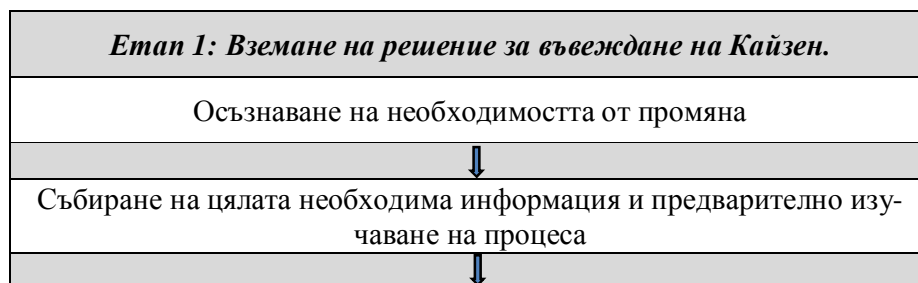 Етап 1: Вземане на решение за въвеждане на Кайзен.
Осъзнаване на необходимостта от промяна
Събиране на цялата необходима информация и предварително изу-
чаване на процеса